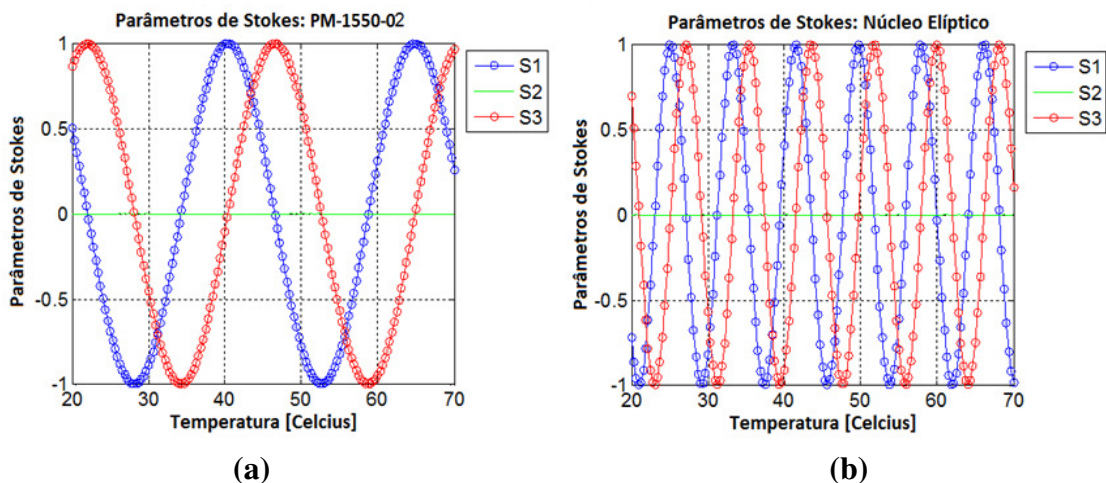 Parâmetros de Stokes: PM-1550-02
Parâmetros de Stokes
1
0.5
0
-0.5
-1
20 30 40 50 60 70
Temperatura [Celcius]
S1
S2
S3
(a)
Parâmetros de Stokes: Núcleo Elíptico
Parâmetros de Stokes
1
0.5
0
-0.5
-1
20 30 40 50 60 70
Temperatura [Celcius]
S1
S2
S3
(b)